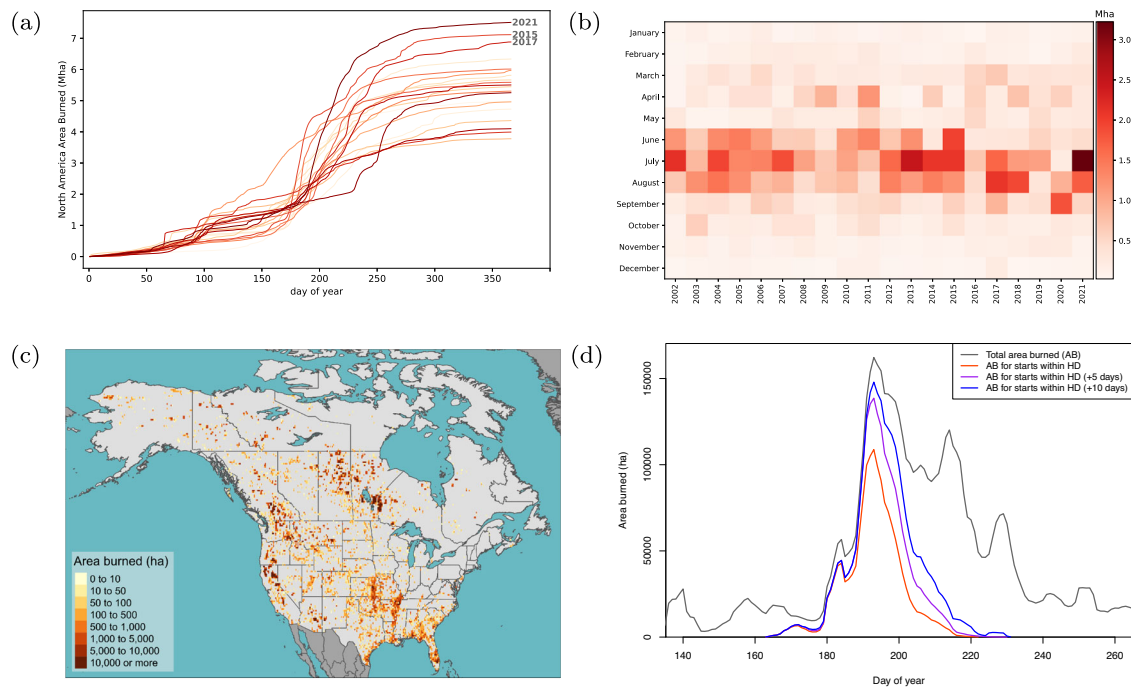 (a)
2021
2015
2017
7
6
5
4
3
2
1
0
North America Area Burned (Mha)
0 50 100 150 200 250 300 350
day of year
(b)
Mha
January
February
March
April
May
June
July
August
September
October
November
December
2002 2003 2004 2005 2006 2007 2008 2009 2010 2011 2012 2013 2014 2015 2016 2017 2018 2019 2020 2021
3.0
2.5
2.0
1.5
1.0
0.5
(c)
Area burned (ha)
0 to 10
10 to 50
50 to 100
100 to 500
500 to 1,000
1,000 to 5,000
5,000 to 10,000
10,000 or more
(d)
Total area burned (AB)
AB for starts within HD
AB for starts within HD (+5 days)
AB for starts within HD (+10 days)
Area burned (ha)
150000
100000
50000
0
140 160 180 200 220 240 260
Day of year